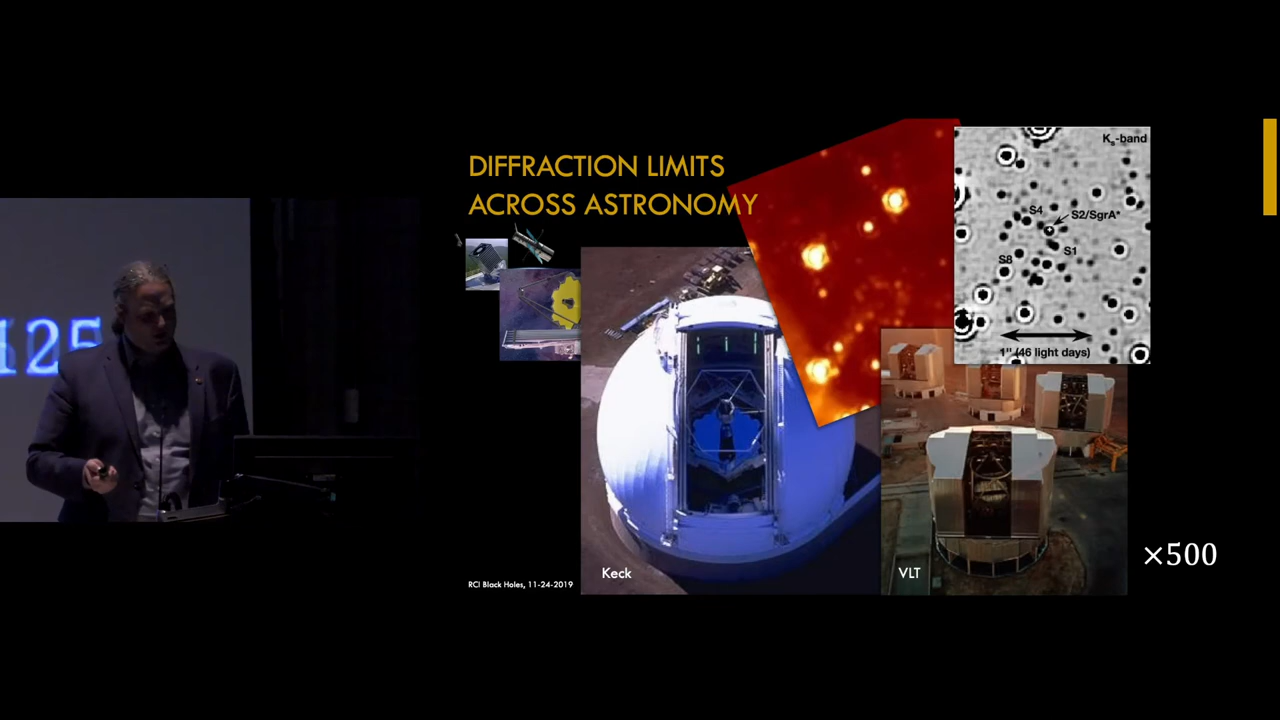 125
DIFFRACTION LIMITS
ACROSS ASTRONOMY
Kₛ-band
S4
S2/SgrA*
S1
S8
1" (46 light days)
Keck
VLT
×500
RCI Black Holes, 11-24-2019